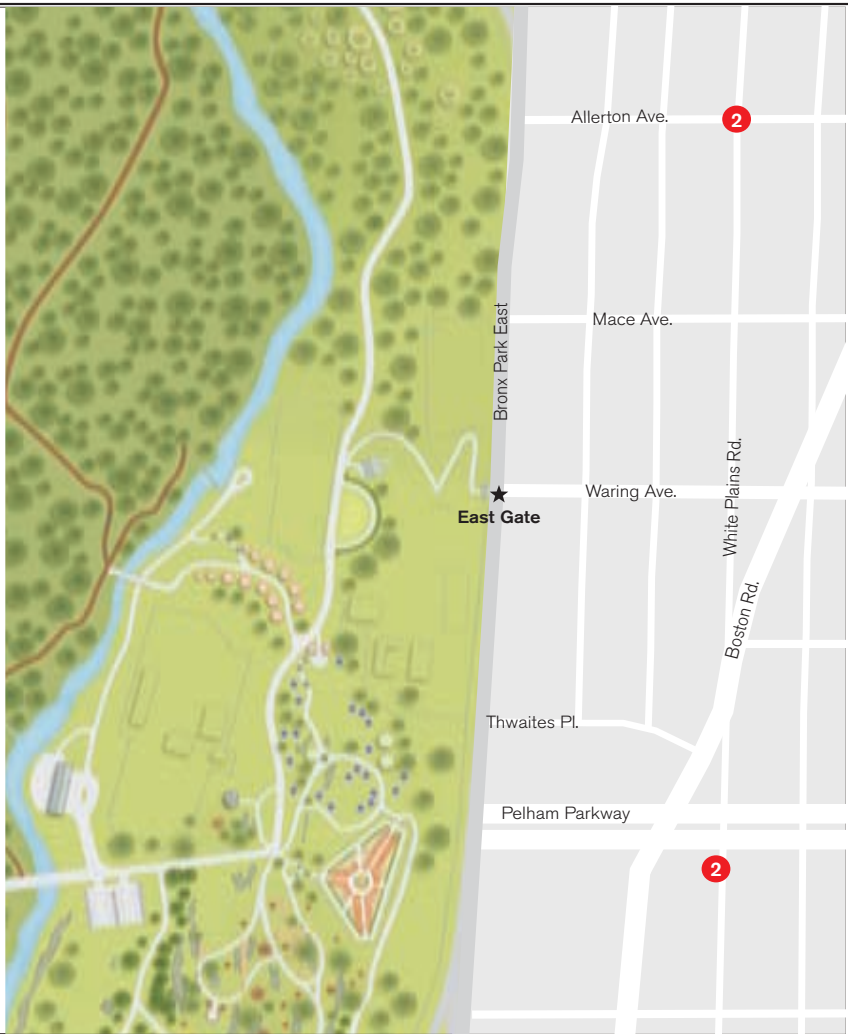 Allerton Ave.
2
Bronx Park East
Mace Ave.
White Plains Rd.
Waring Ave.
East Gate
Boston Rd.
Thwaites Pl.
Pelham Parkway
2